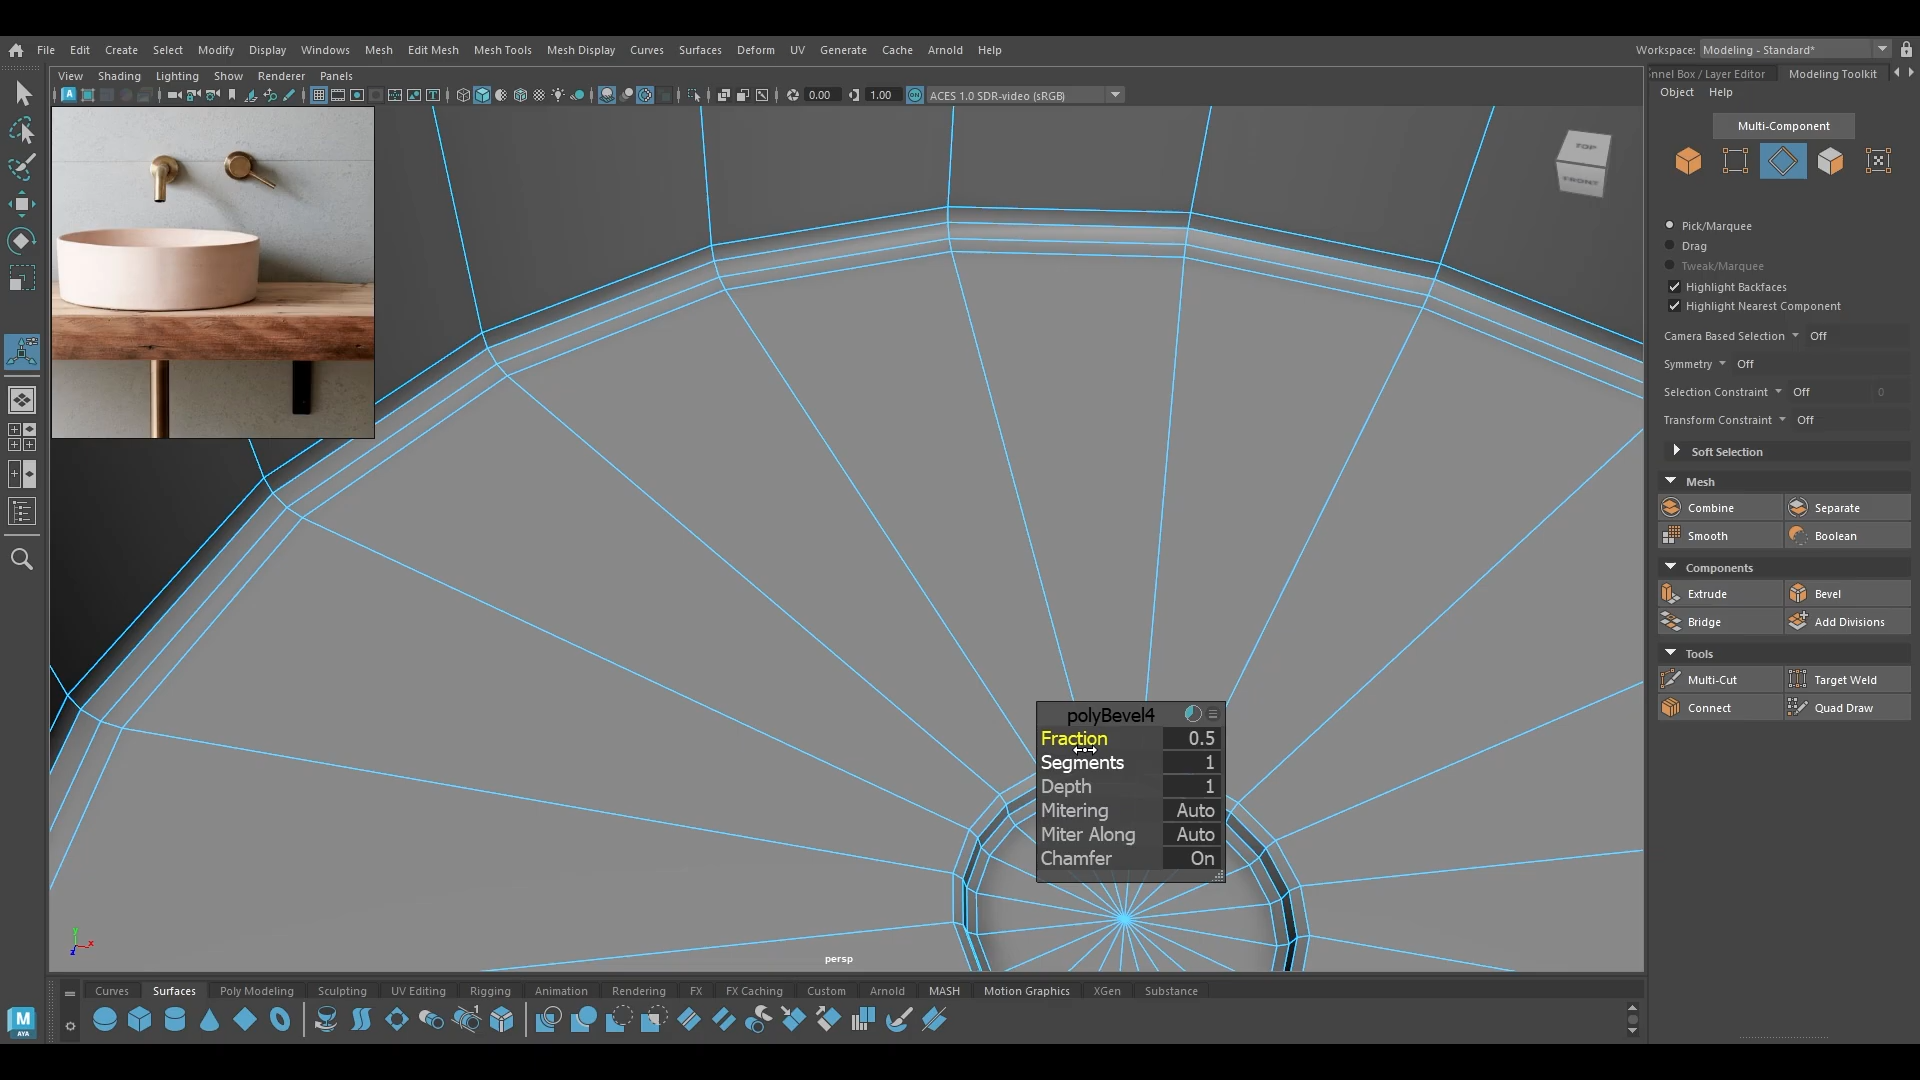 File Edit Create Select Modify Display Windows Mesh Edit Mesh Mesh Tools Mesh Display Curves Surfaces Deform UV Generate Cache Arnold Help Workspace: Modeling - Standard*
View Shading Lighting Show Renderer Panels
nnel Box / Layer Editor Modeling Toolkit
Object Help
0.00 1.00 ON ACES 1.0 SDR-video (sRGB)
Multi-Component
TOP
FRONT
Pick/Marquee
Drag
Tweak/Marquee
Highlight Backfaces
Highlight Nearest Component
Camera Based Selection Off
Symmetry Off
Selection Constraint Off 0
Transform Constraint Off
Soft Selection
Mesh
Combine Separate
Smooth Boolean
Components
Extrude Bevel
Bridge Add Divisions
Tools
Multi-Cut Target Weld
Connect Quad Draw
polyBevel4
Fraction 0.5
Segments 1
Depth 1
Mitering Auto
Miter Along Auto
Chamfer On
y
x
z
persp
Curves Surfaces Poly Modeling Sculpting UV Editing Rigging Animation Rendering FX FX Caching Custom Arnold MASH Motion Graphics XGen Substance
M
AYA